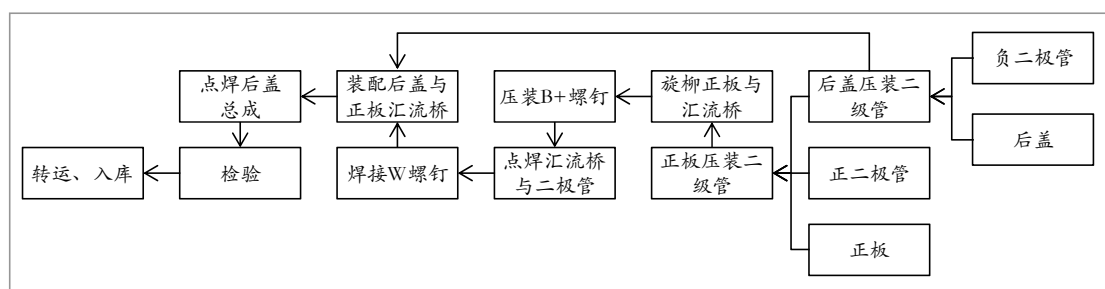 负二极管
点焊后盖
总成
装配后盖与
正板汇流桥
压装B+螺钉
旋柳正板与
汇流桥
后盖压装二
级管
后盖
转运、入库
检验
焊接W螺钉
点焊汇流桥
与二极管
正板压装二
级管
正二极管
正板